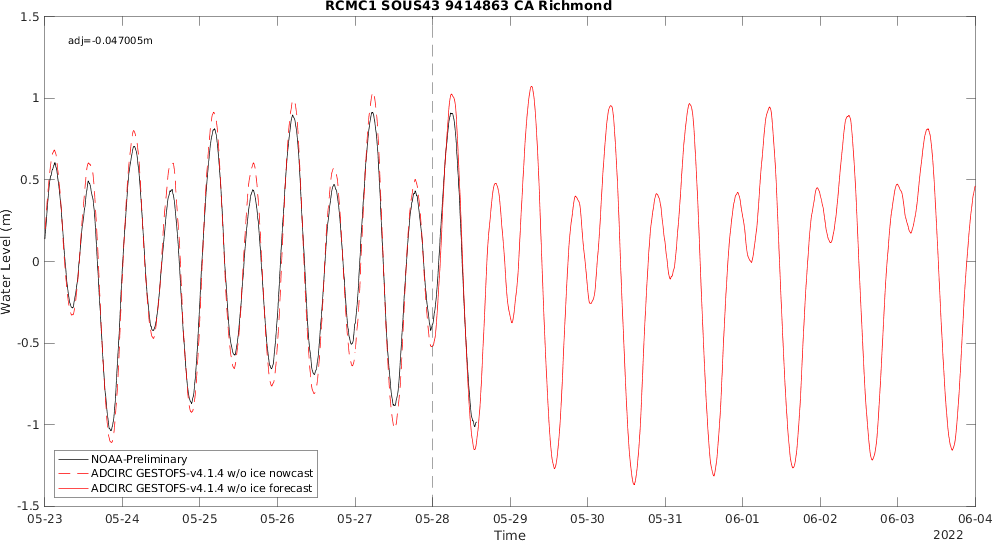 RCMC1 SOUS43 9414863 CA Richmond
adj=-0.047005m
1.5
1
0.5
0
-0.5
-1
-1.5
Water Level (m)
NOAA-Preliminary
ADCIRC GESTOFS-v4.1.4 w/o ice nowcast
ADCIRC GESTOFS-v4.1.4 w/o ice forecast
05-23 05-24 05-25 05-26 05-27 05-28 05-29 05-30 05-31 06-01 06-02 06-03 06-04
Time
2022